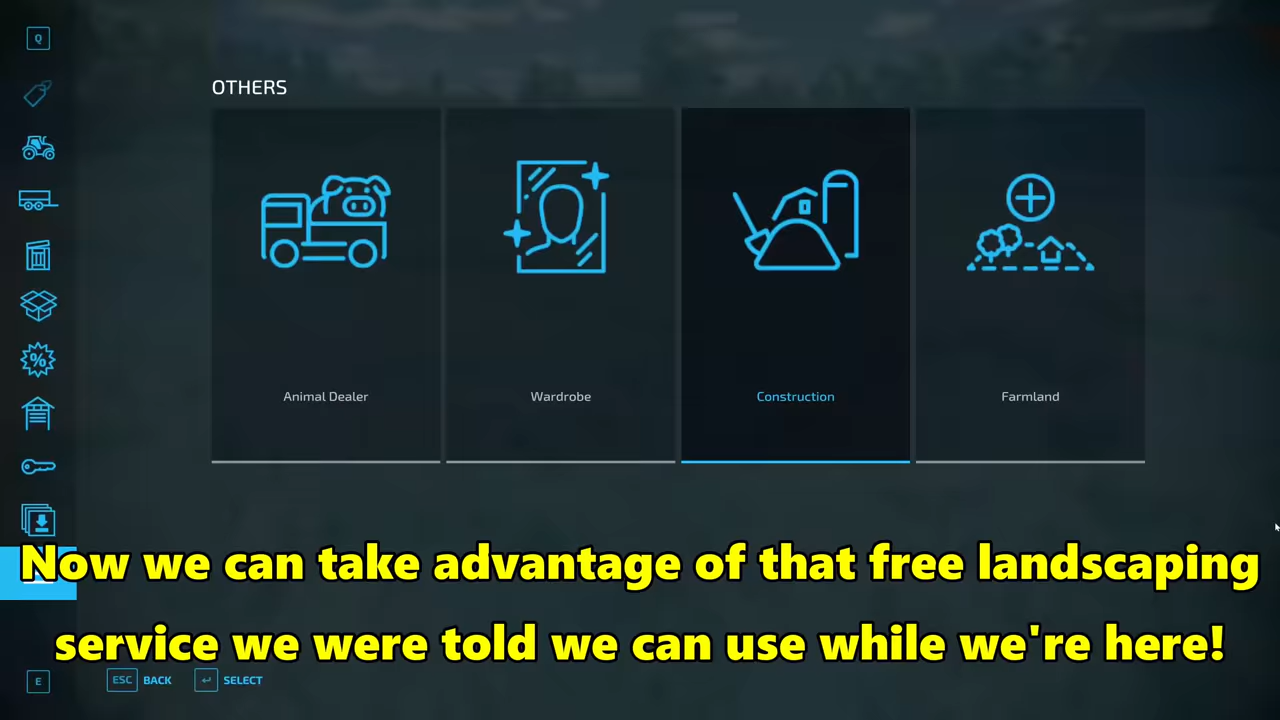 Q
OTHERS
Animal Dealer
Wardrobe
Construction
Farmland
%
Now we can take advantage of that free landscaping
service we were told we can use while we're here!
E
ESC BACK ↵ SELECT